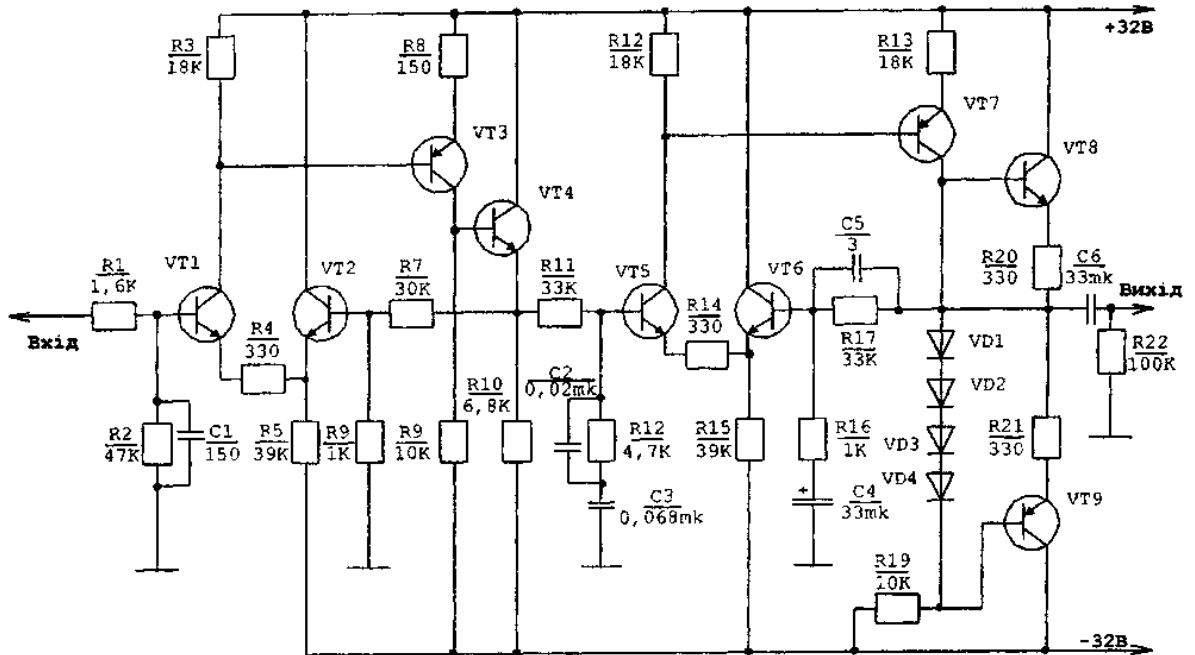 +32В
R3
18K
R8
150
R12
18K
R13
18K
VT3
VT7
VT8
VT4
R1
1,6K
VT1
VT2
R7
30K
R11
33K
VT5
R14
330
VT6
C5
3
R20
330
C6
33mk
Вихід
Вхід
R4
330
R17
33K
VD1
R22
100K
C2
0,02mk
R10
6,8K
VD2
R2
47K
C1
150
R5
39K
R9
1K
R9
10K
R12
4,7K
R15
39K
R16
1K
VD3
R21
330
VD4
C3
0,068mk
+
C4
33mk
VT9
R19
10K
-32В